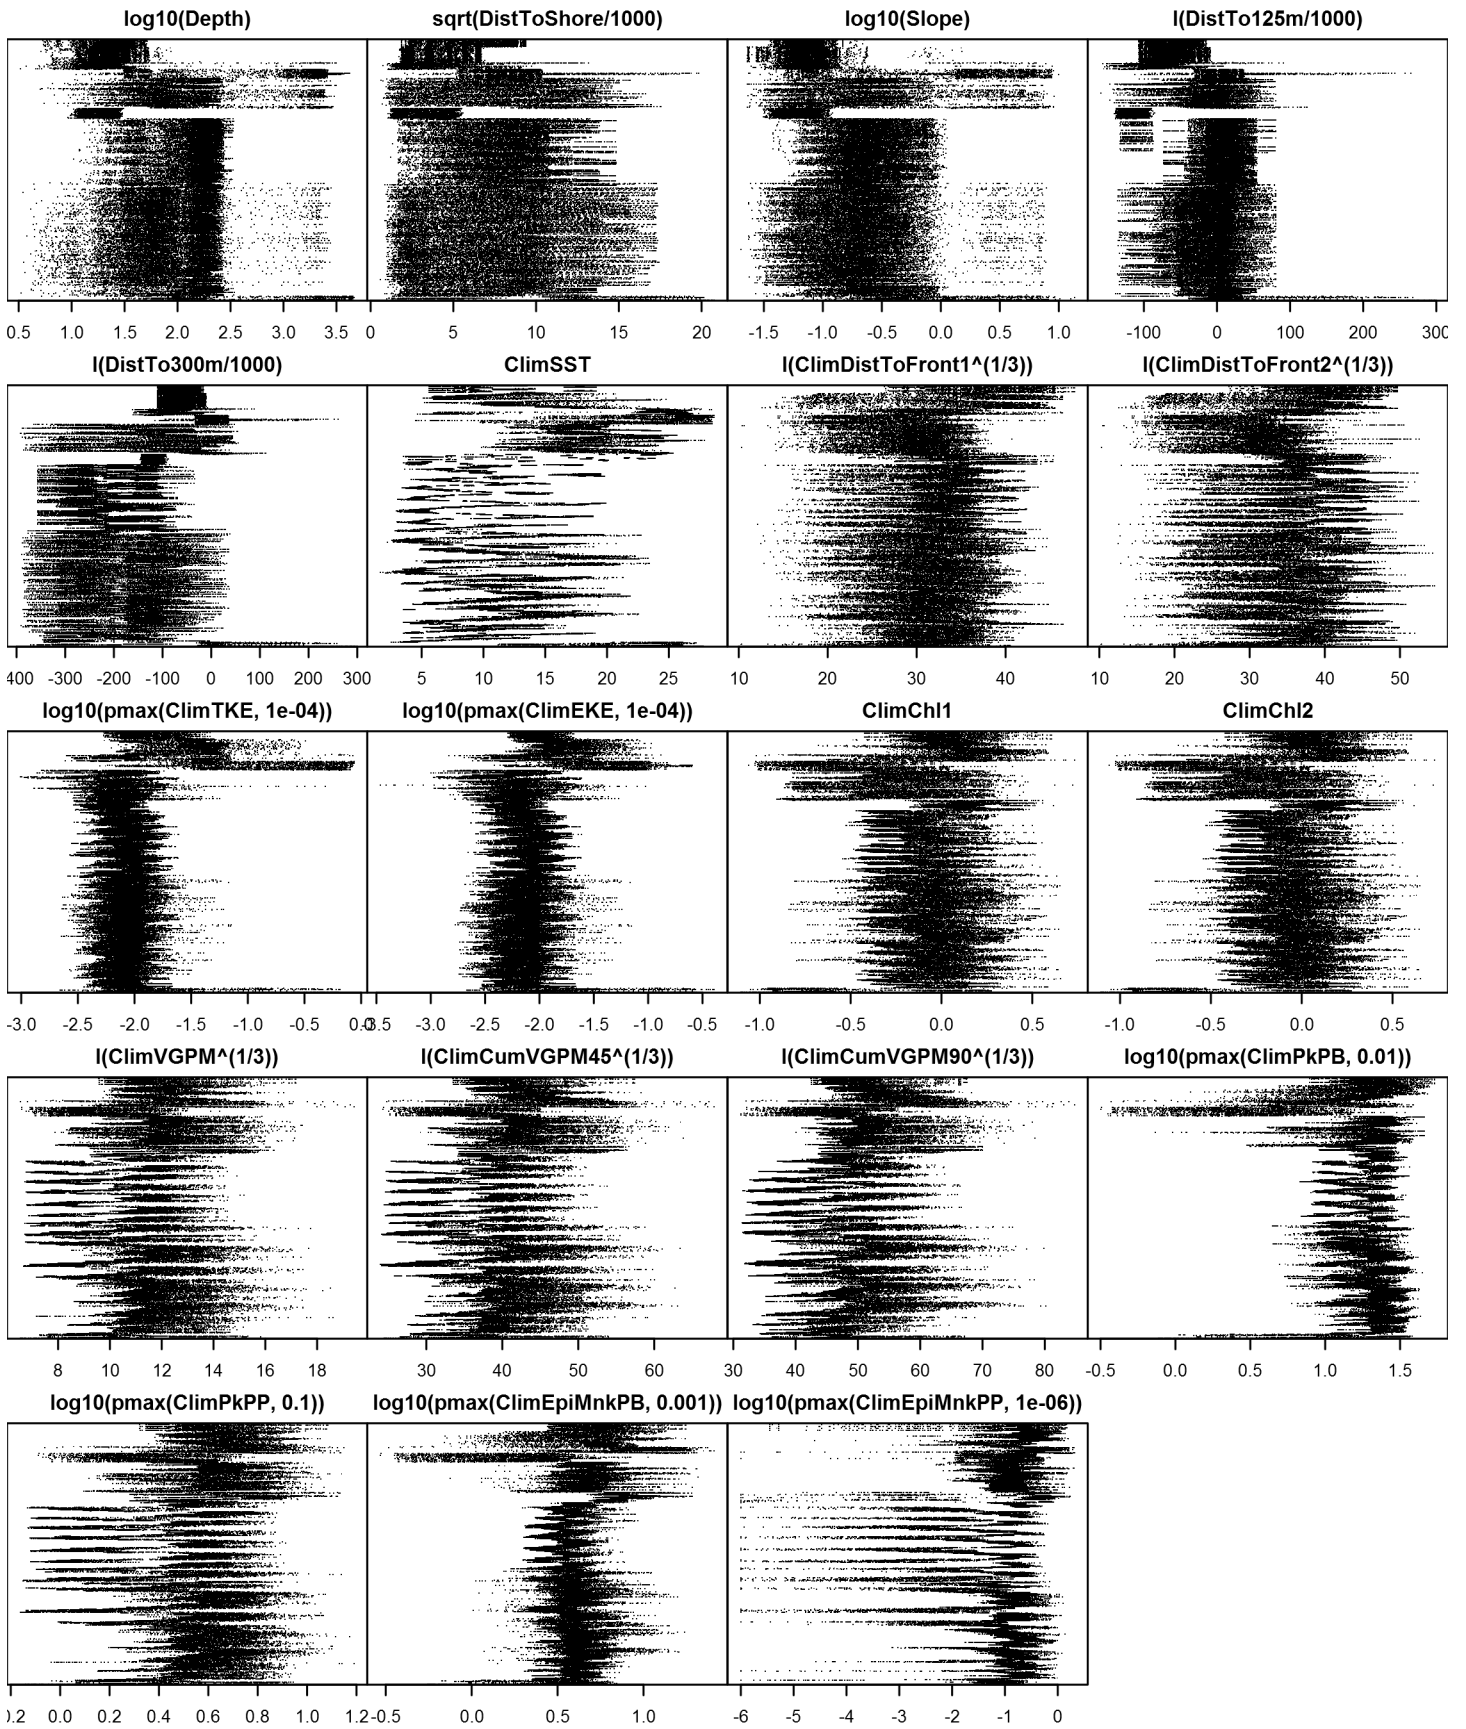 log10(Depth) sqrt(DistToShore/1000) log10(Slope) I(DistTo125m/1000)
0.5 1.0 1.5 2.0 2.5 3.0 3.5 0 5 10 15 20 -1.5 -1.0 -0.5 0.0 0.5 1.0 -100 0 100 200 300
I(DistTo300m/1000) ClimSST I(ClimDistToFront1^(1/3)) I(ClimDistToFront2^(1/3))
400 -300 -200 -100 0 100 200 300 5 10 15 20 25 10 20 30 40 10 20 30 40 50
log10(pmax(ClimTKE, 1e-04)) log10(pmax(ClimEKE, 1e-04)) ClimChl1 ClimChl2
-3.0 -2.5 -2.0 -1.5 -1.0 -0.5 0.0 3.5 -3.0 -2.5 -2.0 -1.5 -1.0 -0.5 -1.0 -0.5 0.0 0.5 -1.0 -0.5 0.0 0.5
I(ClimVGPM^(1/3)) I(ClimCumVGPM45^(1/3)) I(ClimCumVGPM90^(1/3)) log10(pmax(ClimPkPB, 0.01))
8 10 12 14 16 18 30 40 50 60 30 40 50 60 70 80 -0.5 0.0 0.5 1.0 1.5
log10(pmax(ClimPkPP, 0.1)) log10(pmax(ClimEpiMnkPB, 0.001)) log10(pmax(ClimEpiMnkPP, 1e-06))
0.2 0.0 0.2 0.4 0.6 0.8 1.0 1.2 -0.5 0.0 0.5 1.0 -6 -5 -4 -3 -2 -1 0